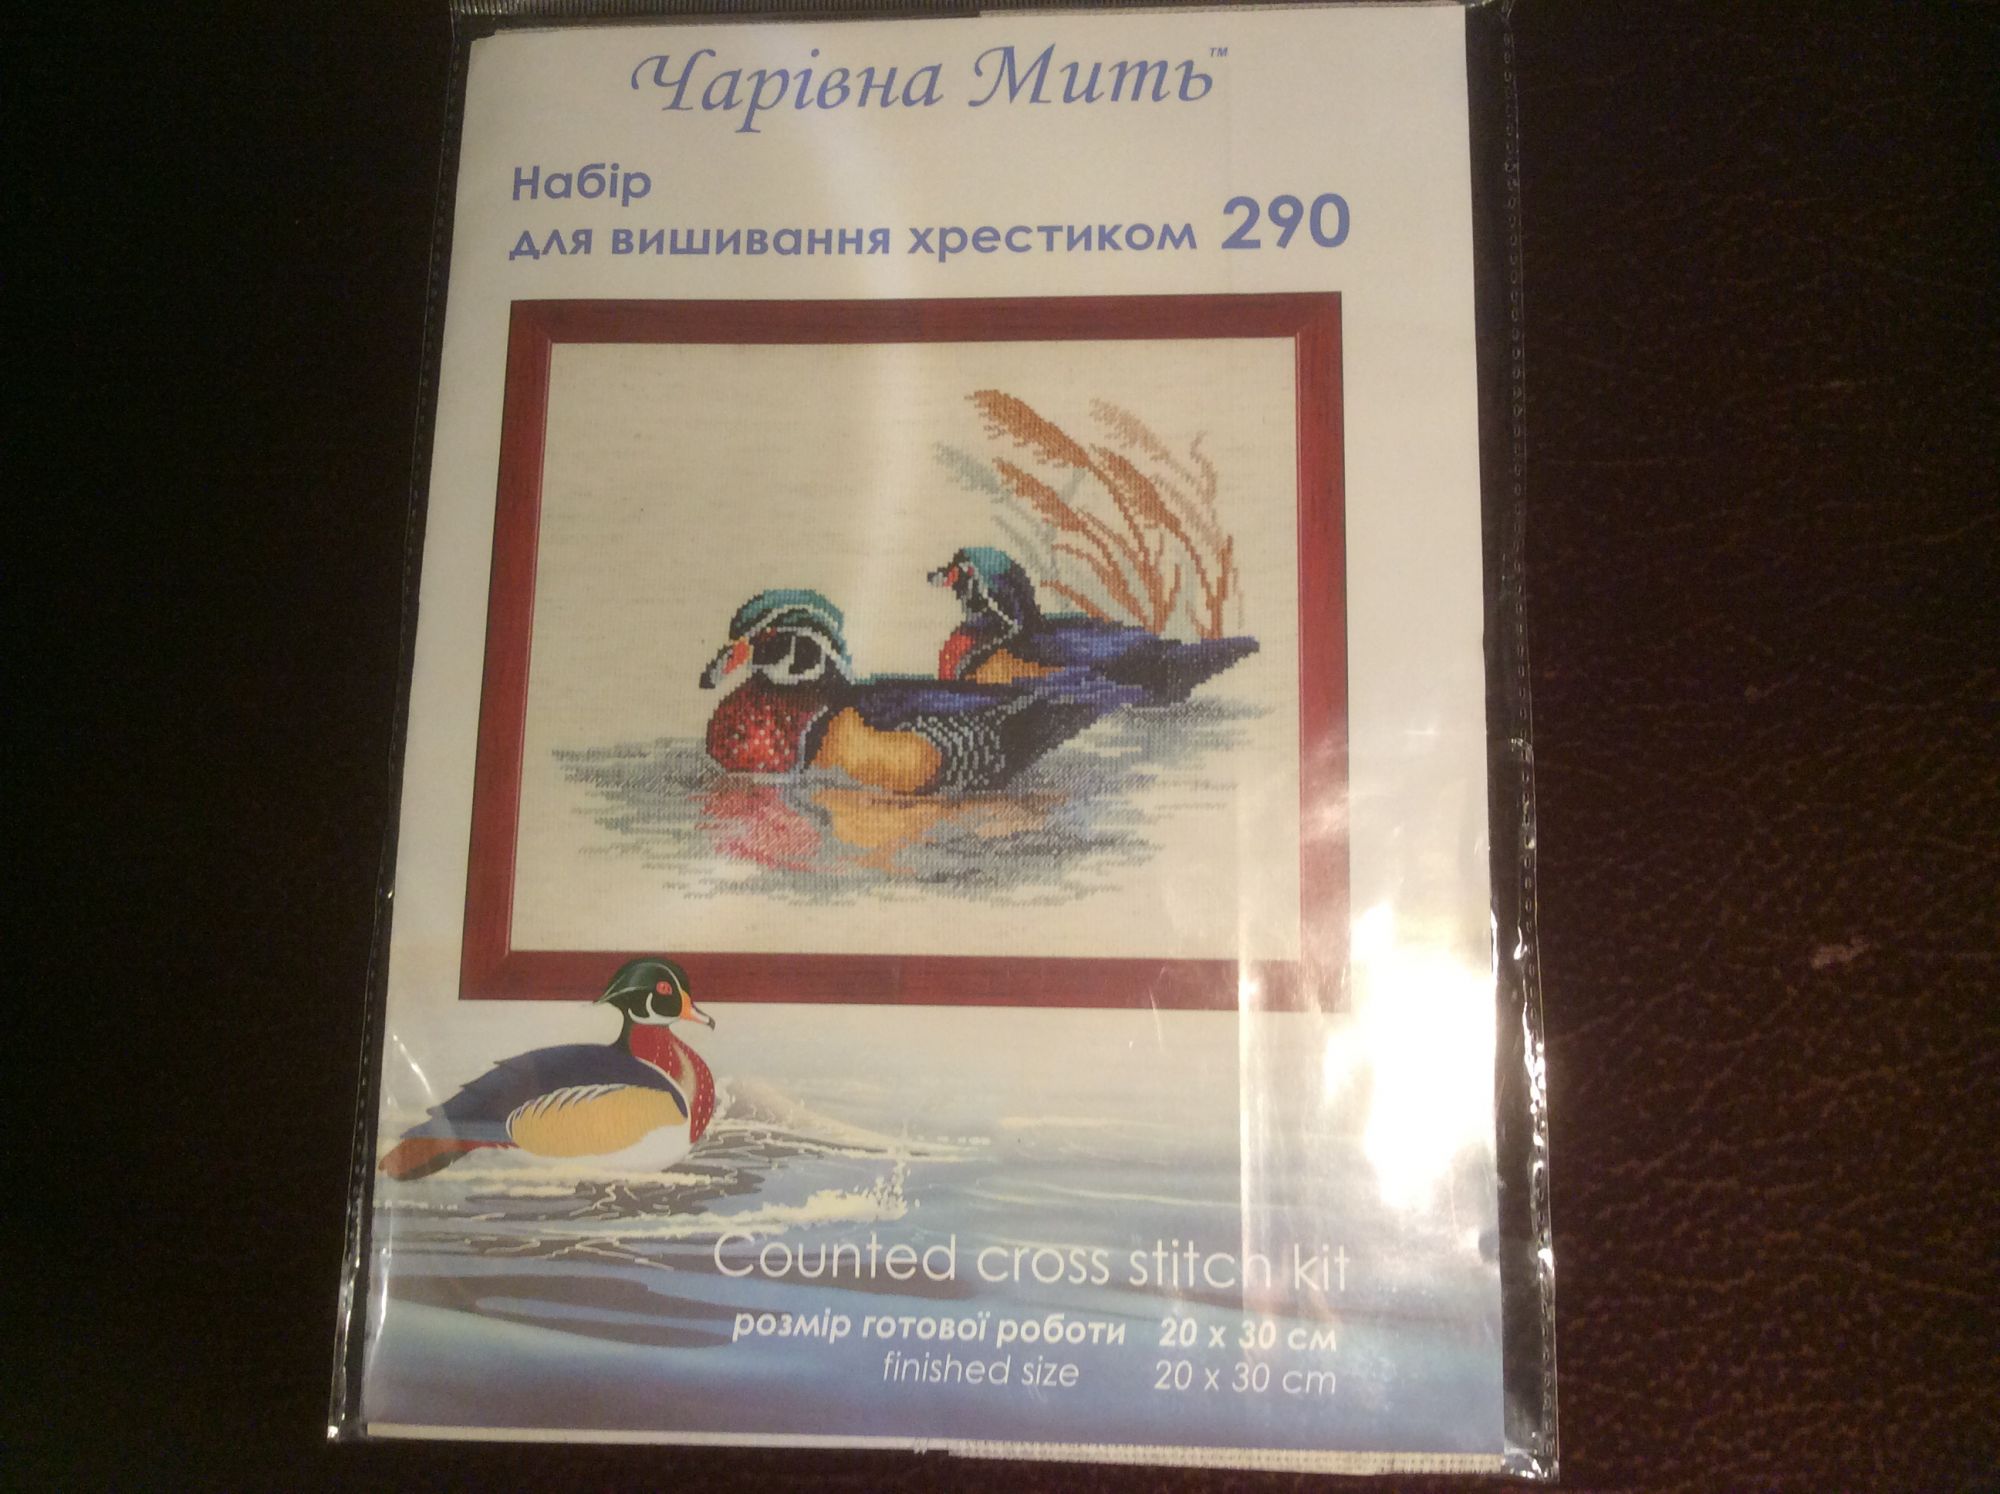 Чарівна Мить™
Набір
для вишивання хрестиком 290
Counted cross stitch kit
розмір готової роботи 20 x 30 см
finished size 20 x 30 cm